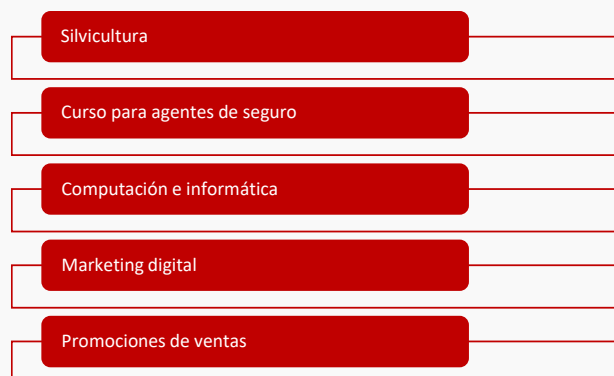 Silvicultura
Curso para agentes de seguro
Computación e informática
Marketing digital
Promociones de ventas